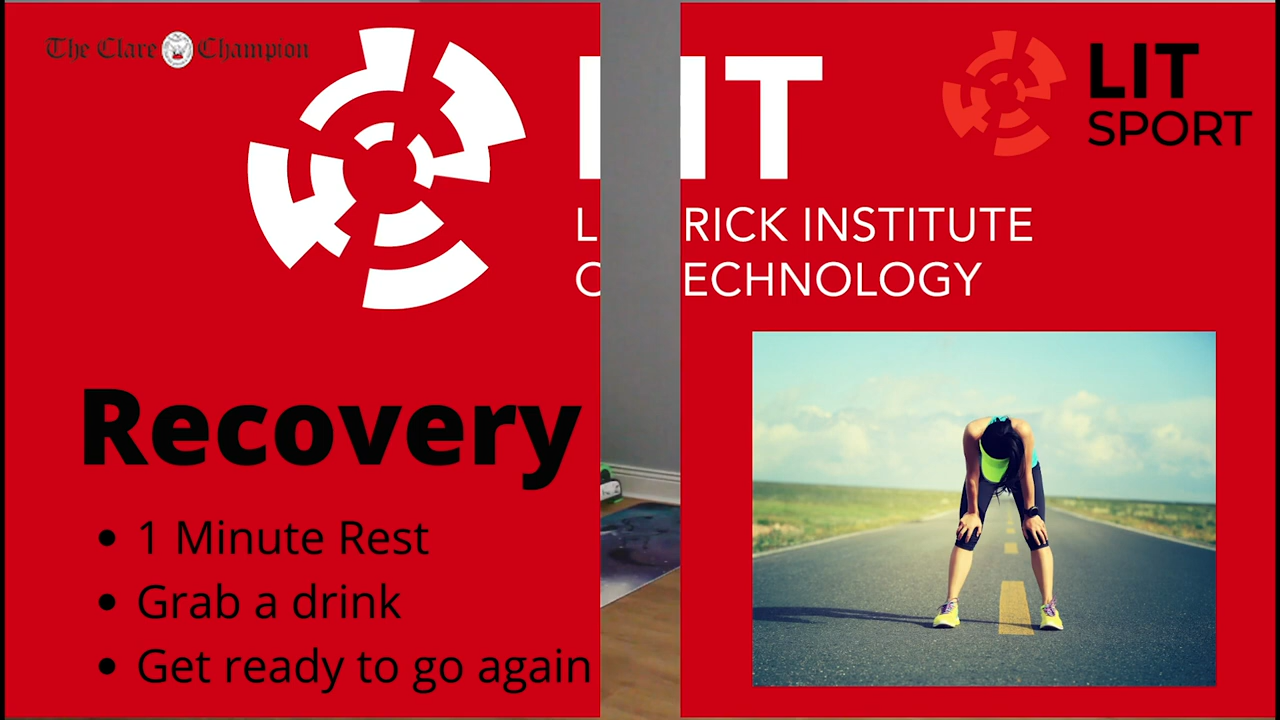 The Clare Champion
LIT
SPORT
L IT
L RICK INSTITUTE
O ECHNOLOGY
Recovery
• 1 Minute Rest
• Grab a drink
• Get ready to go again